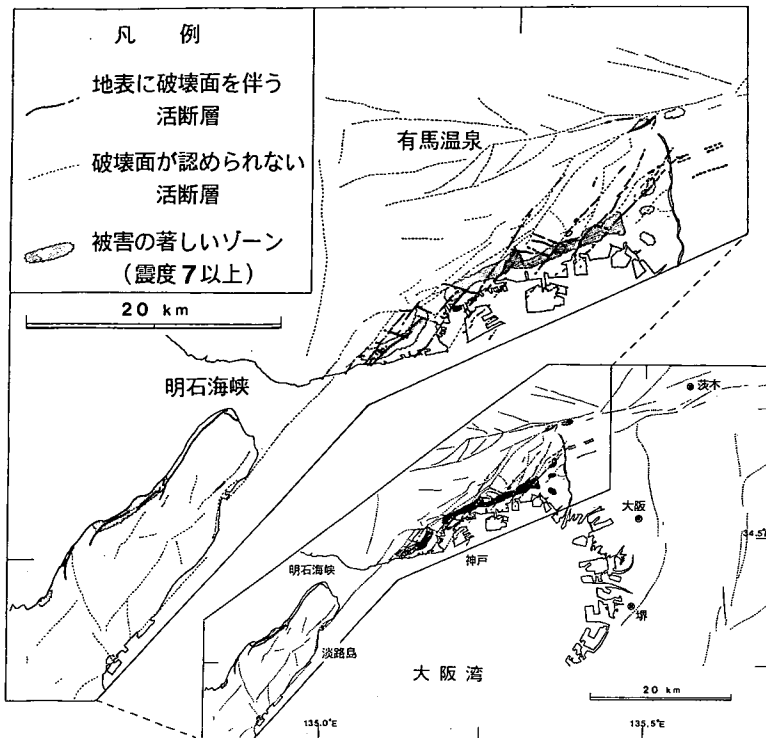 凡 例
地表に破壊面を伴う
活断層
破壊面が認められない
活断層
被害の著しいゾーン
(震度7以上)
20 km
有馬温泉
明石海峡
茨木
大阪
34.5°
神戸
明石海峡
堺
淡路島
大阪湾
20 km
135.0°E
135.5°E